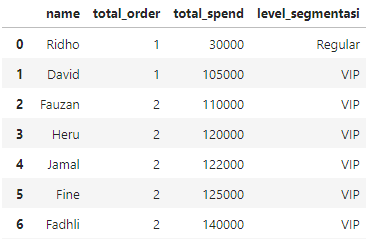 name total_order total_spend level_segmentasi
0 Ridho 1 30000 Regular
1 David 1 105000 VIP
2 Fauzan 2 110000 VIP
3 Heru 2 120000 VIP
4 Jamal 2 122000 VIP
5 Fine 2 125000 VIP
6 Fadhli 2 140000 VIP